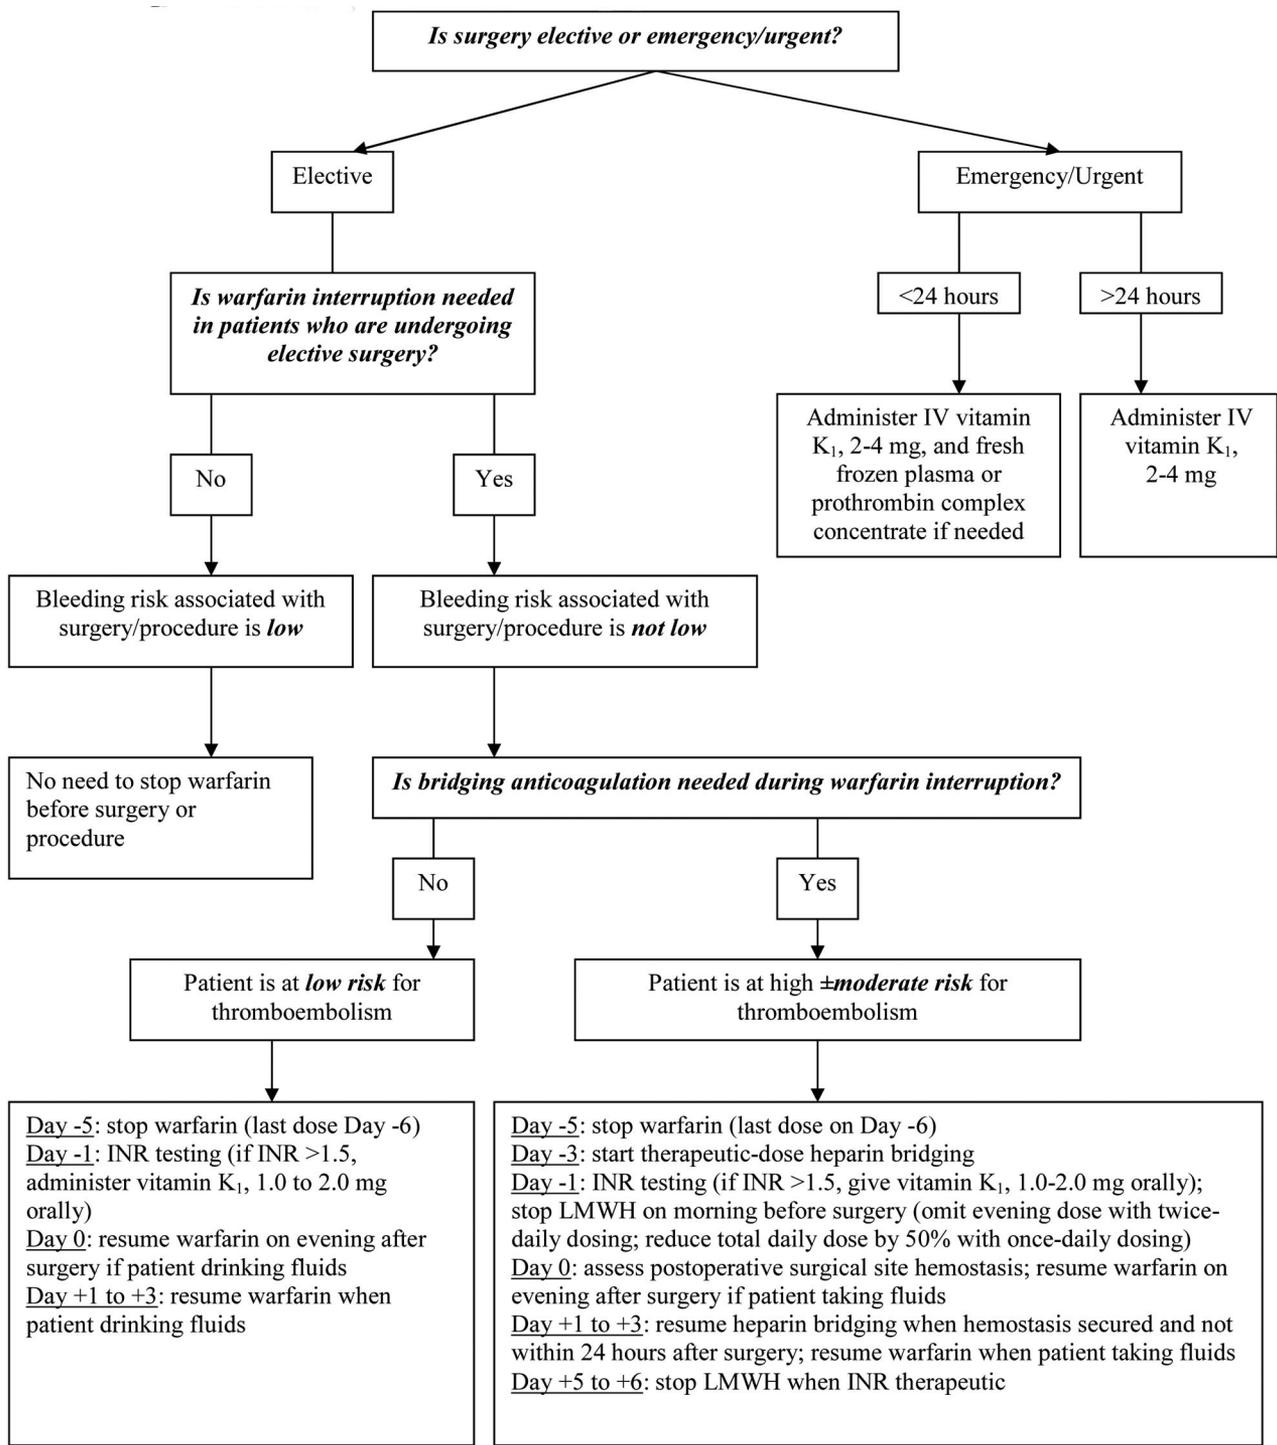 Is surgery elective or emergency/urgent?
Elective
Emergency/Urgent
Is warfarin interruption needed
in patients who are undergoing
elective surgery?
<24 hours
>24 hours
Administer IV vitamin
K₁, 2-4 mg, and fresh
frozen plasma or
prothrombin complex
concentrate if needed
Administer IV
vitamin K₁,
2-4 mg
No
Yes
Bleeding risk associated with
surgery/procedure is low
Bleeding risk associated with
surgery/procedure is not low
No need to stop warfarin
before surgery or
procedure
Is bridging anticoagulation needed during warfarin interruption?
No
Yes
Patient is at low risk for
thromboembolism
Patient is at high ±moderate risk for
thromboembolism
Day -5: stop warfarin (last dose Day -6)
Day -1: INR testing (if INR >1.5,
administer vitamin K₁, 1.0 to 2.0 mg
orally)
Day 0: resume warfarin on evening after
surgery if patient drinking fluids
Day +1 to +3: resume warfarin when
patient drinking fluids
Day -5: stop warfarin (last dose on Day -6)
Day -3: start therapeutic-dose heparin bridging
Day -1: INR testing (if INR >1.5, give vitamin K₁, 1.0-2.0 mg orally);
stop LMWH on morning before surgery (omit evening dose with twice-
daily dosing; reduce total daily dose by 50% with once-daily dosing)
Day 0: assess postoperative surgical site hemostasis; resume warfarin on
evening after surgery if patient taking fluids
Day +1 to +3: resume heparin bridging when hemostasis secured and not
within 24 hours after surgery; resume warfarin when patient taking fluids
Day +5 to +6: stop LMWH when INR therapeutic